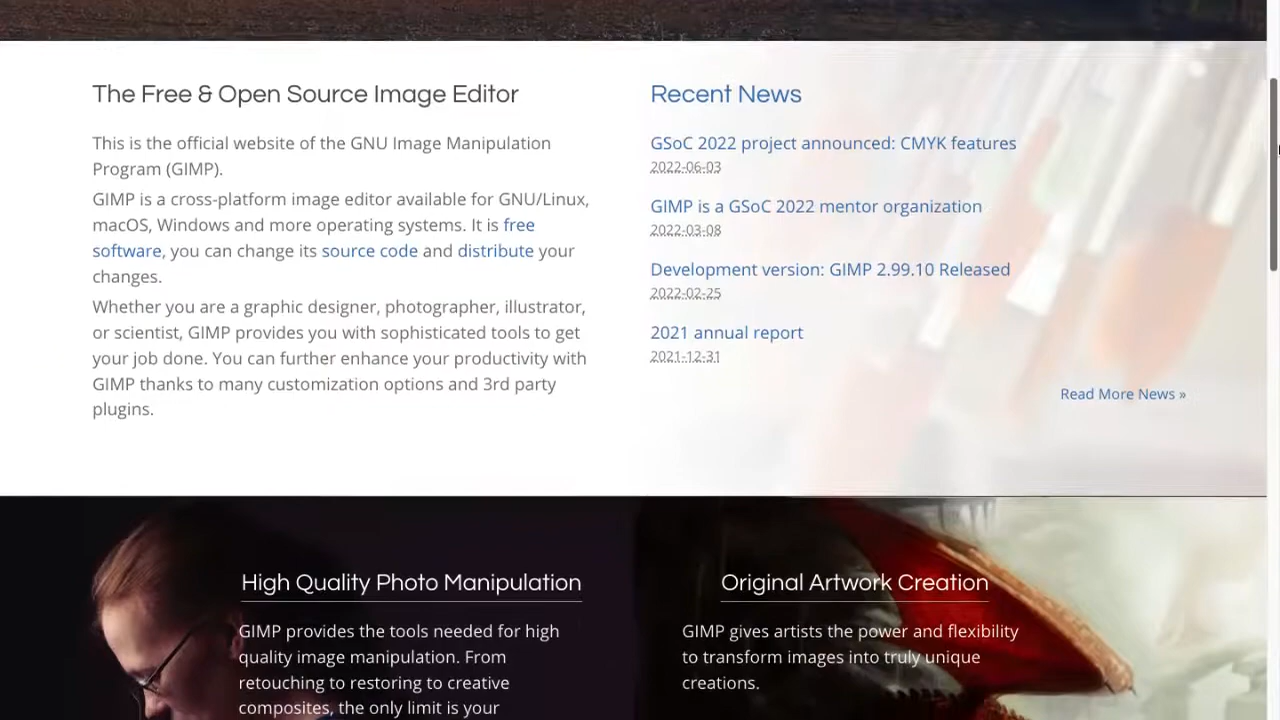 The Free & Open Source Image Editor
This is the official website of the GNU Image Manipulation
Program (GIMP).
GIMP is a cross-platform image editor available for GNU/Linux,
macOS, Windows and more operating systems. It is free
software, you can change its source code and distribute your
changes.
Whether you are a graphic designer, photographer, illustrator,
or scientist, GIMP provides you with sophisticated tools to get
your job done. You can further enhance your productivity with
GIMP thanks to many customization options and 3rd party
plugins.
Recent News
GSoC 2022 project announced: CMYK features
2022-06-03
GIMP is a GSoC 2022 mentor organization
2022-03-08
Development version: GIMP 2.99.10 Released
2022-02-25
2021 annual report
2021-12-31
Read More News »
High Quality Photo Manipulation
GIMP provides the tools needed for high
quality image manipulation. From
retouching to restoring to creative
composites, the only limit is your
Original Artwork Creation
GIMP gives artists the power and flexibility
to transform images into truly unique
creations.